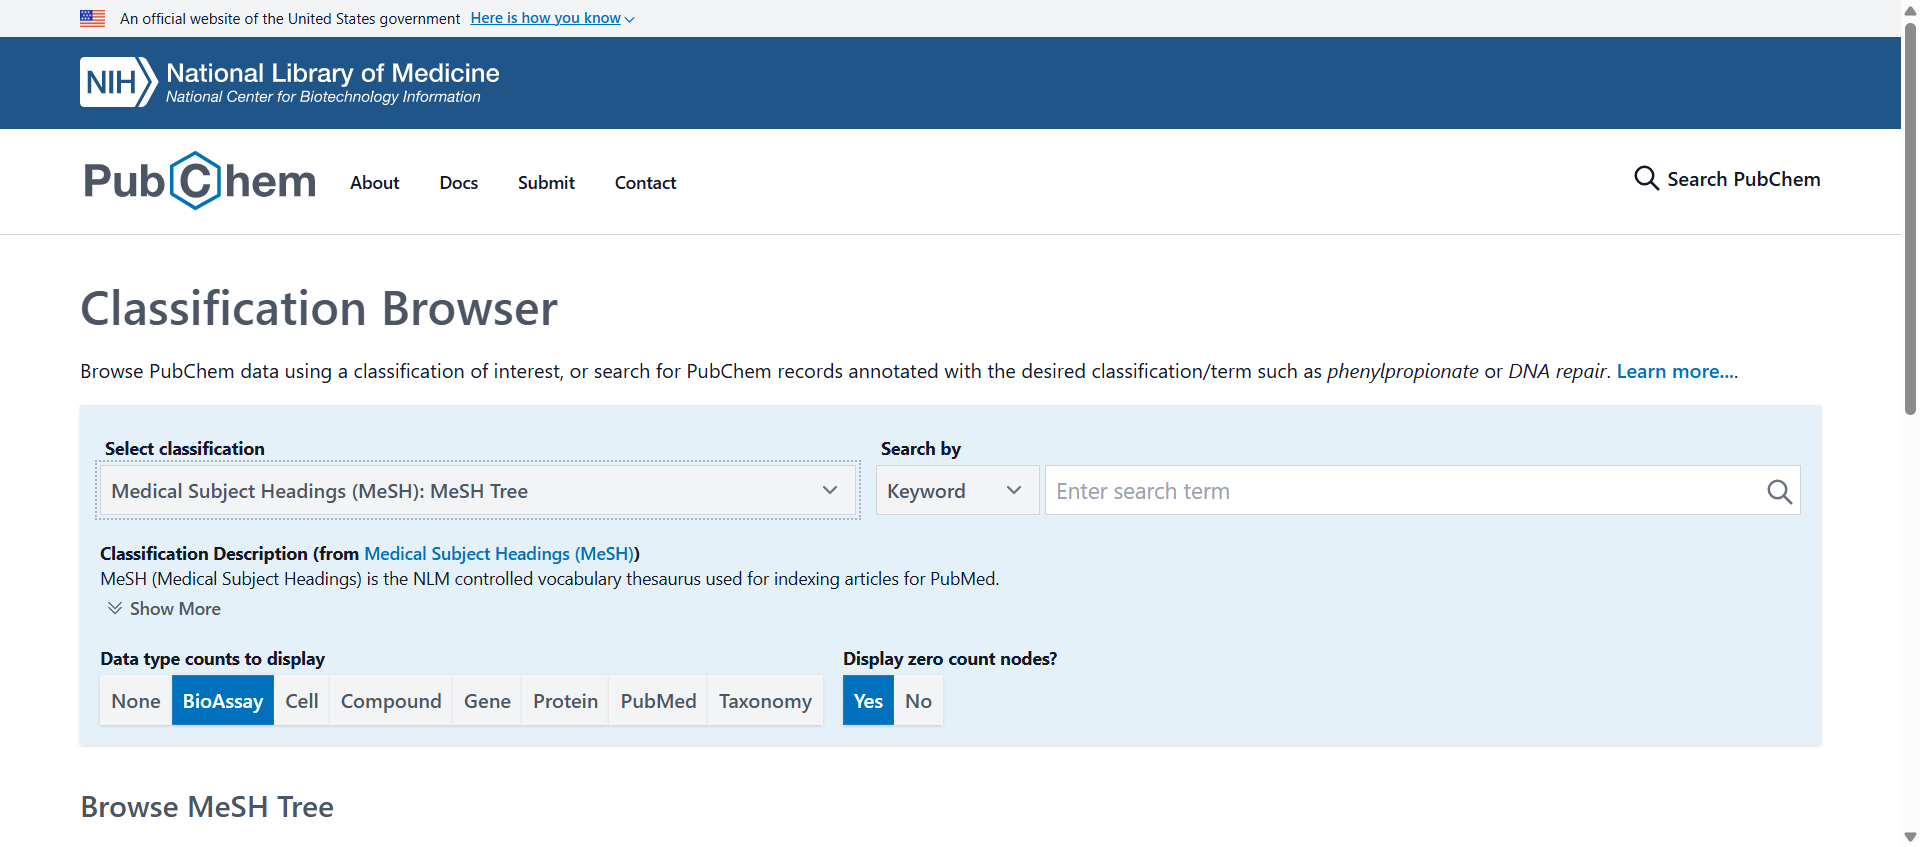 An official website of the United States government Here is how you know
NIH National Library of Medicine
National Center for Biotechnology Information
PubChem About Docs Submit Contact Search PubChem
Classification Browser
Browse PubChem data using a classification of interest, or search for PubChem records annotated with the desired classification/term such as phenylpropionate or DNA repair. Learn more....
Select classification Search by
Medical Subject Headings (MeSH): MeSH Tree Keyword Enter search term
Classification Description (from Medical Subject Headings (MeSH))
MeSH (Medical Subject Headings) is the NLM controlled vocabulary thesaurus used for indexing articles for PubMed.
Show More
Data type counts to display Display zero count nodes?
None BioAssay Cell Compound Gene Protein PubMed Taxonomy Yes No
Browse MeSH Tree